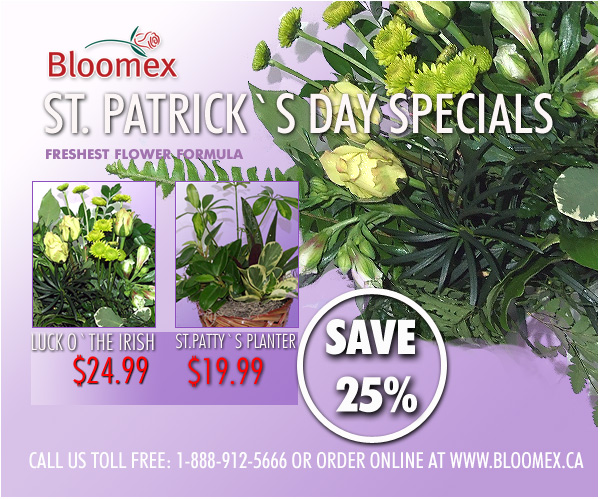 Bloomex
ST. PATRICK`S DAY SPECIALS
FRESHEST FLOWER FORMULA
LUCK O`THE IRISH
$24.99
ST.PATTY`S PLANTER
$19.99
SAVE
25%
CALL US TOLL FREE: 1-888-912-5666 OR ORDER ONLINE AT WWW.BLOOMEX.CA